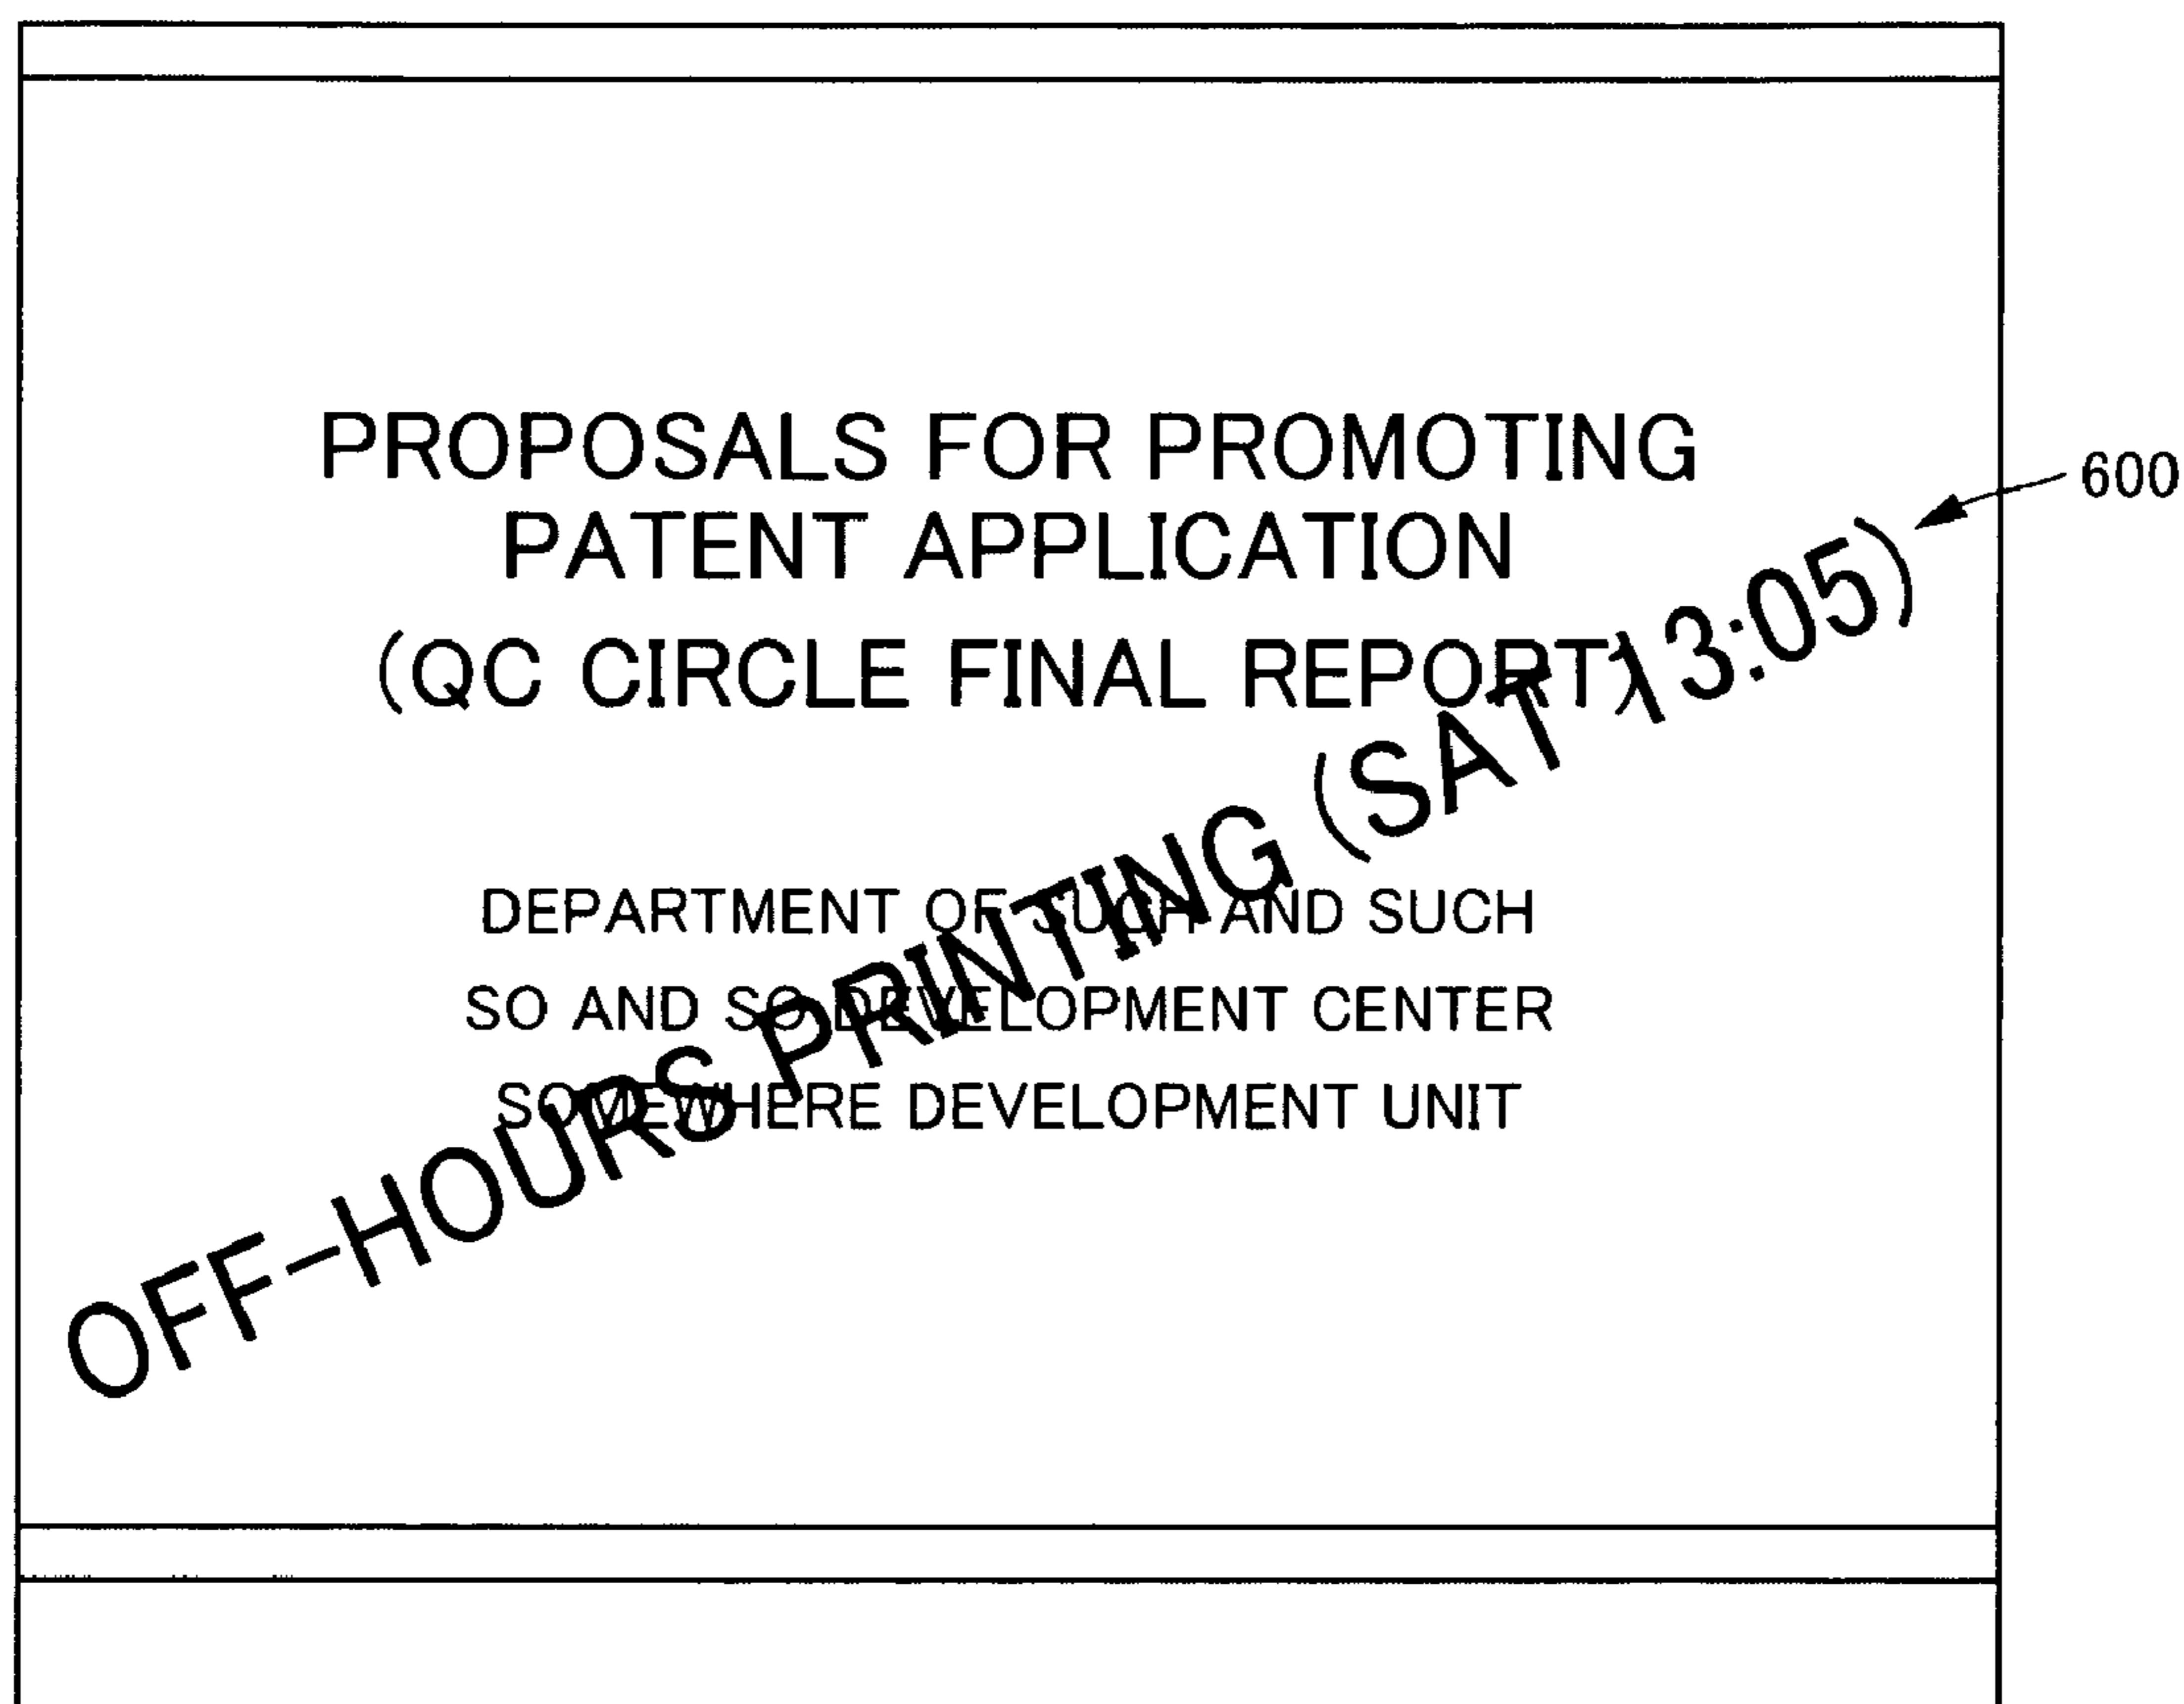 PROPOSALS FOR PROMOTING
PATENT APPLICATION
(QC CIRCLE FINAL REPORT)
DEPARTMENT OF SUCH AND SUCH
SO AND SO DEVELOPMENT CENTER
SOMEWHERE DEVELOPMENT UNIT
OFF-HOURS PRINTING (SAT 13:05)
600